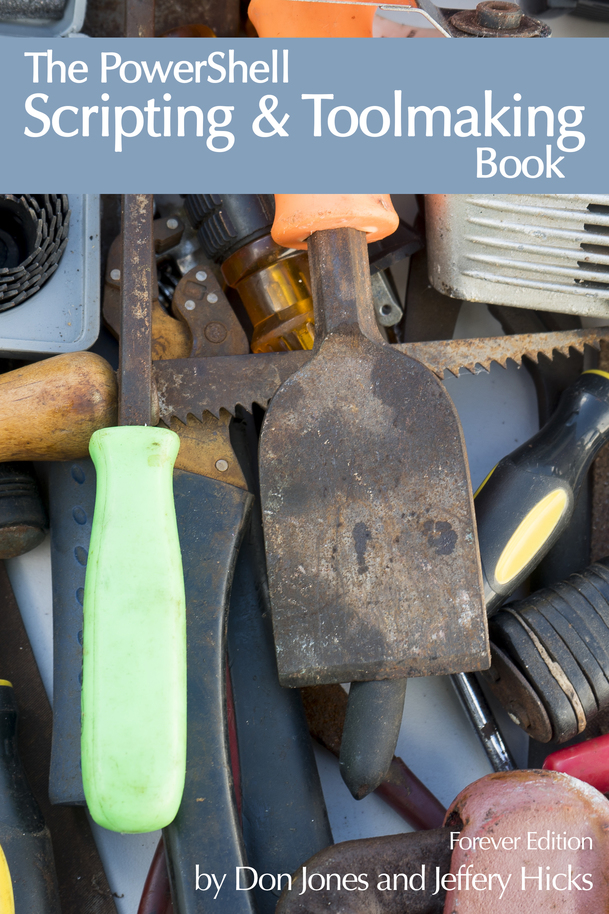 The PowerShell
Scripting & Toolmaking
Book
Forever Edition
by Don Jones and Jeffery Hicks